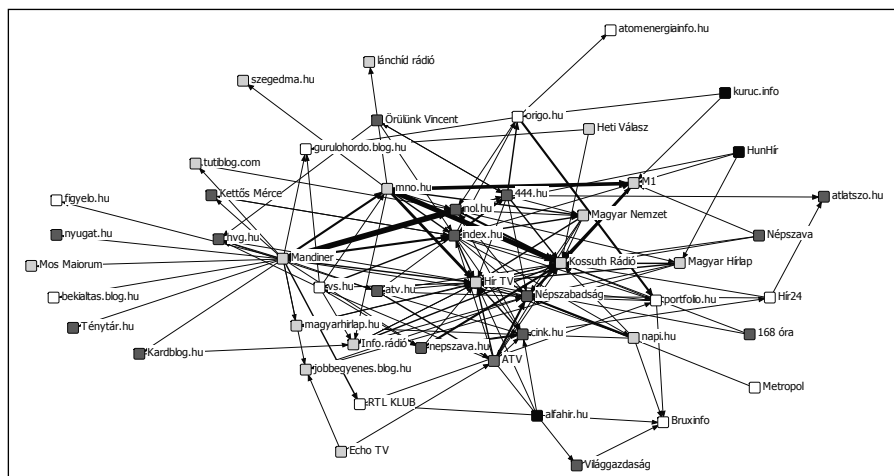 atomenergiainfo.hu
lánchíd rádió
szegedma.hu
kuruc.info
Örülünk Vincent
origo.hu
Heti Válasz
gurulohordo.blog.hu
HunHír
tutiblog.com
M1
mno.hu
Kettős Mérce
444.hu
atlatszo.hu
figyelo.hu
nol.hu
Magyar Nemzet
nyugat.hu
hvg.hu
index.hu
Népszava
Mos Maiorum
Mandiner
Kossuth Rádió
Magyar Hírlap
Hír TV
vs.hu
atv.hu
Népszabadság
bekialtas.blog.hu
portfolio.hu
Hír24
Ténytár.hu
magyarhirlap.hu
cink.hu
168 óra
napi.hu
Kardblog.hu
Info.rádió
nepszava.hu
ATV
jobbegyenes.blog.hu
Metropol
RTL KLUB
alfahir.hu
Bruxinfo
Echo TV
Világgazdaság